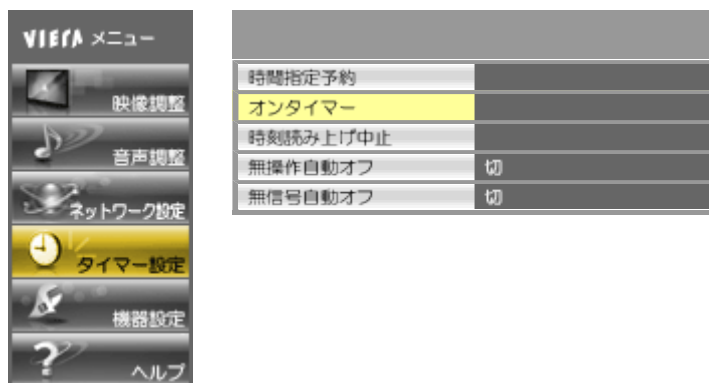 VIERA メニュー
映像調整
音声調整
ネットワーク設定
タイマー設定
機器設定
ヘルプ
時間指定予約
オンタイマー
時刻読み上げ中止
無操作自動オフ 切
無信号自動オフ 切